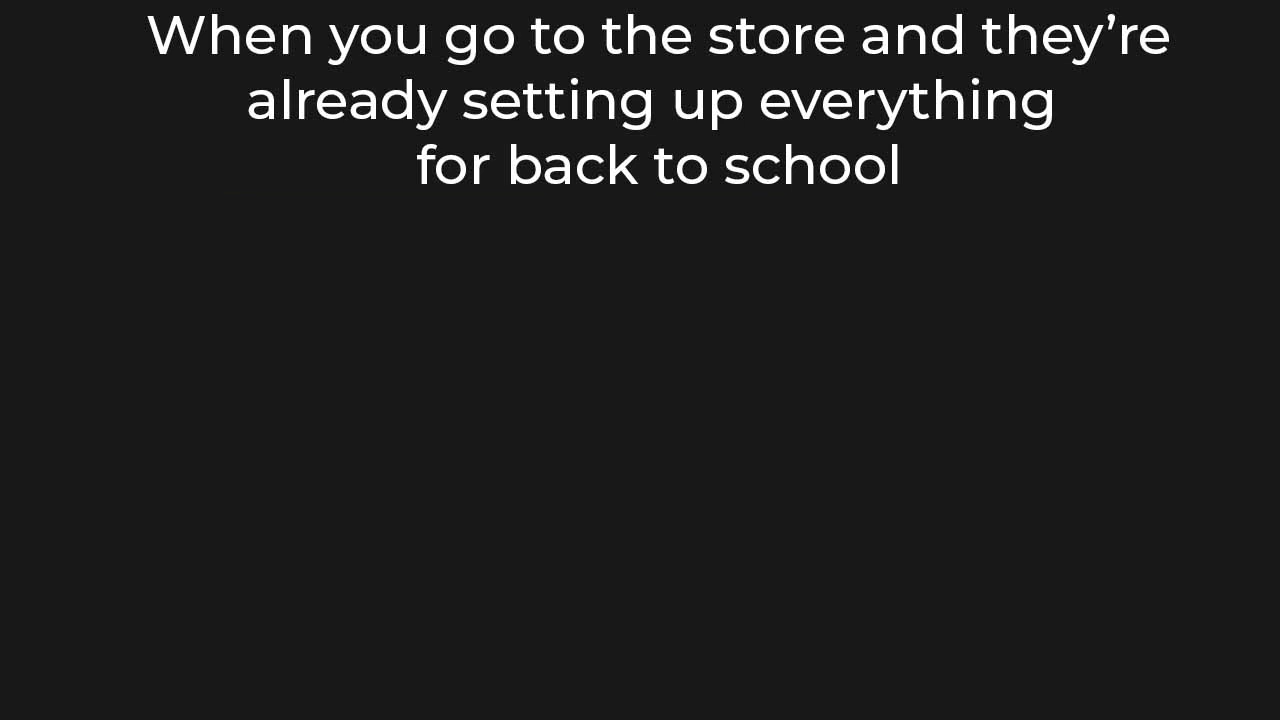 When you go to the store and they’re
already setting up everything
for back to school